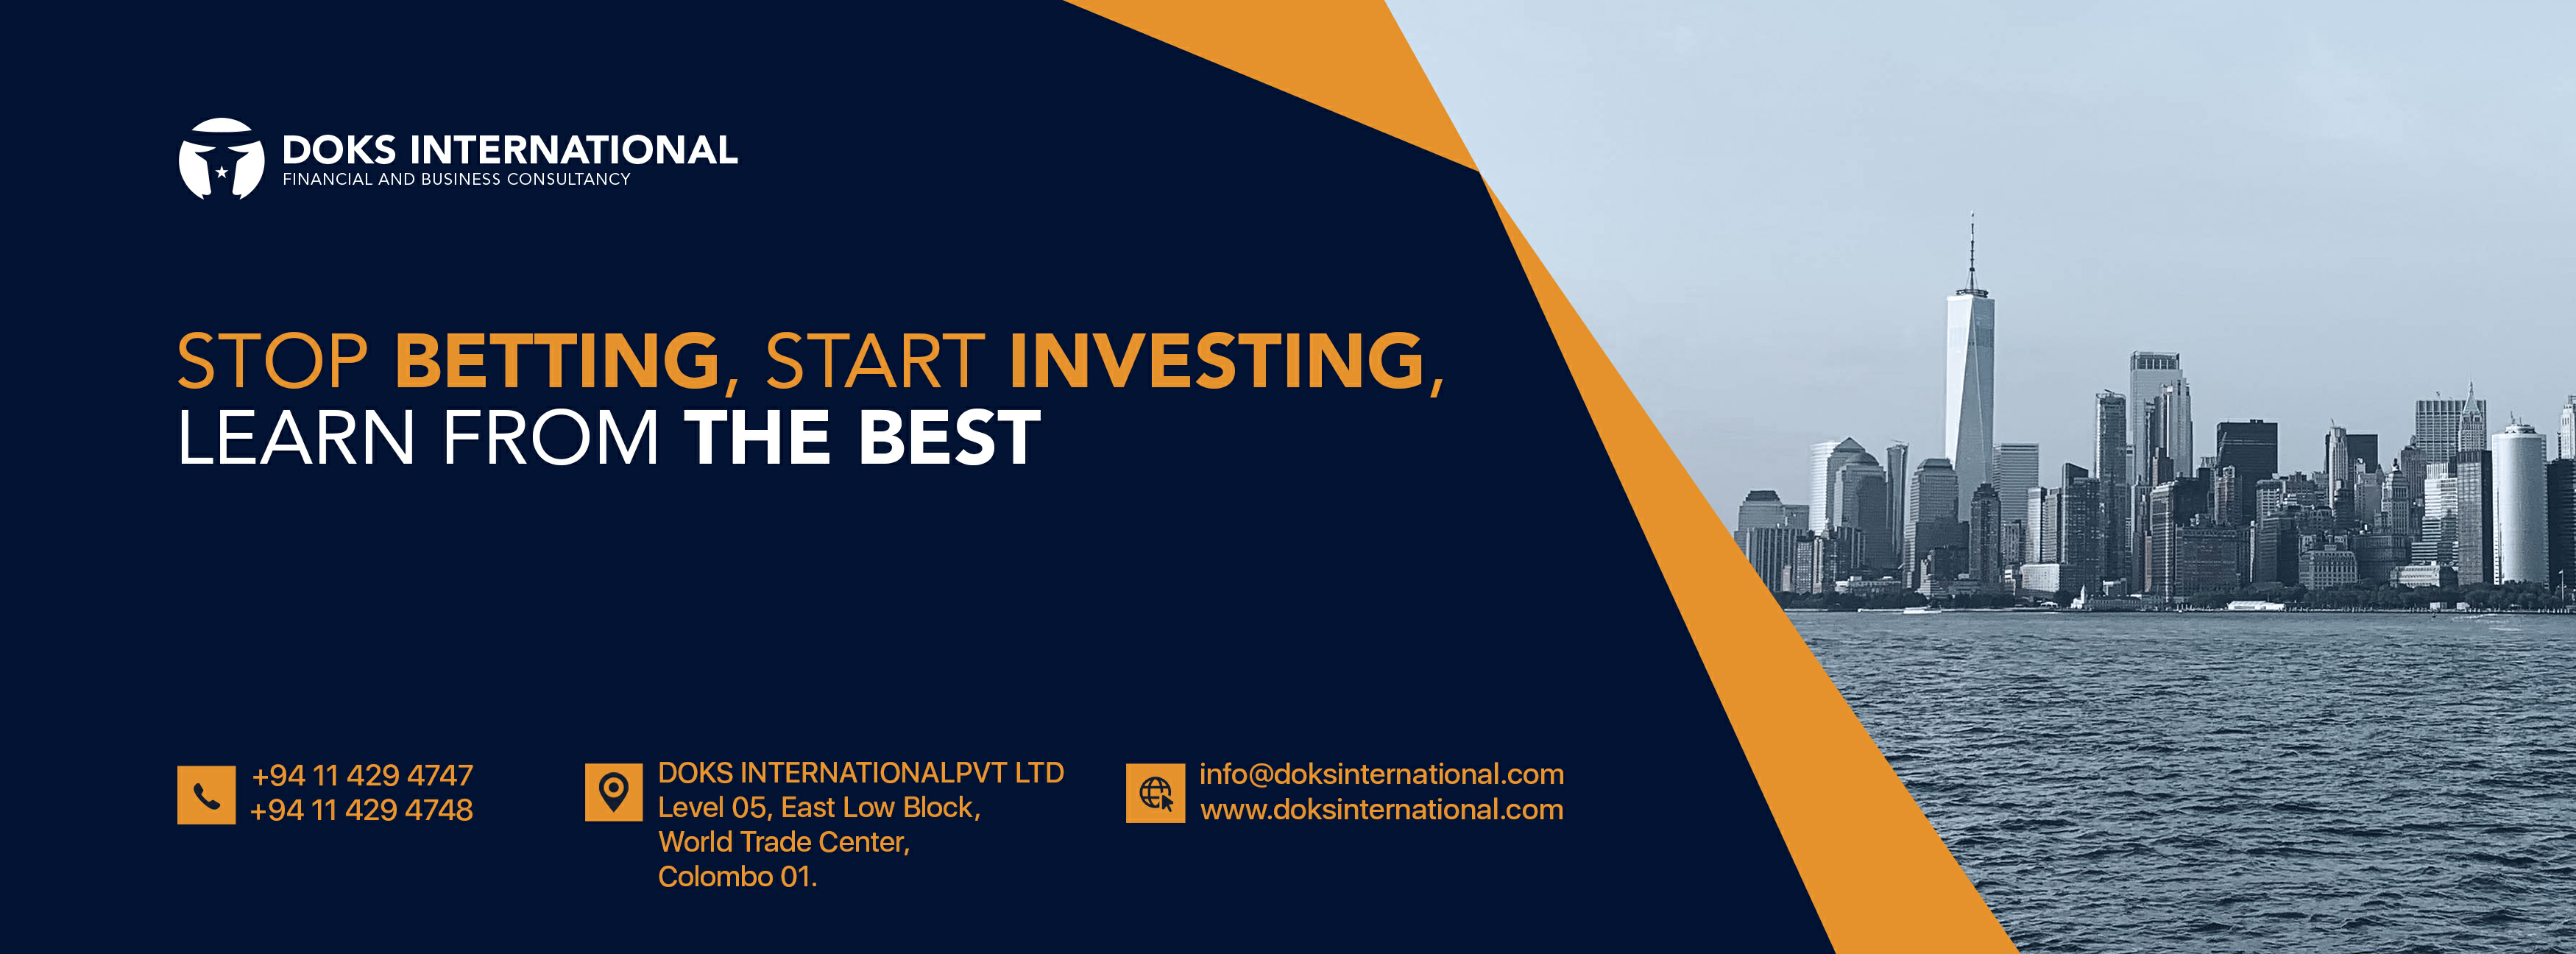 DOKS INTERNATIONAL
FINANCIAL AND BUSINESS CONSULTANCY
STOP BETTING, START INVESTING,
LEARN FROM THE BEST
+94 11 429 4747
+94 11 429 4748
DOKS INTERNATIONALPVT LTD
Level 05, East Low Block,
World Trade Center,
Colombo 01.
info@doksinternational.com
www.doksinternational.com